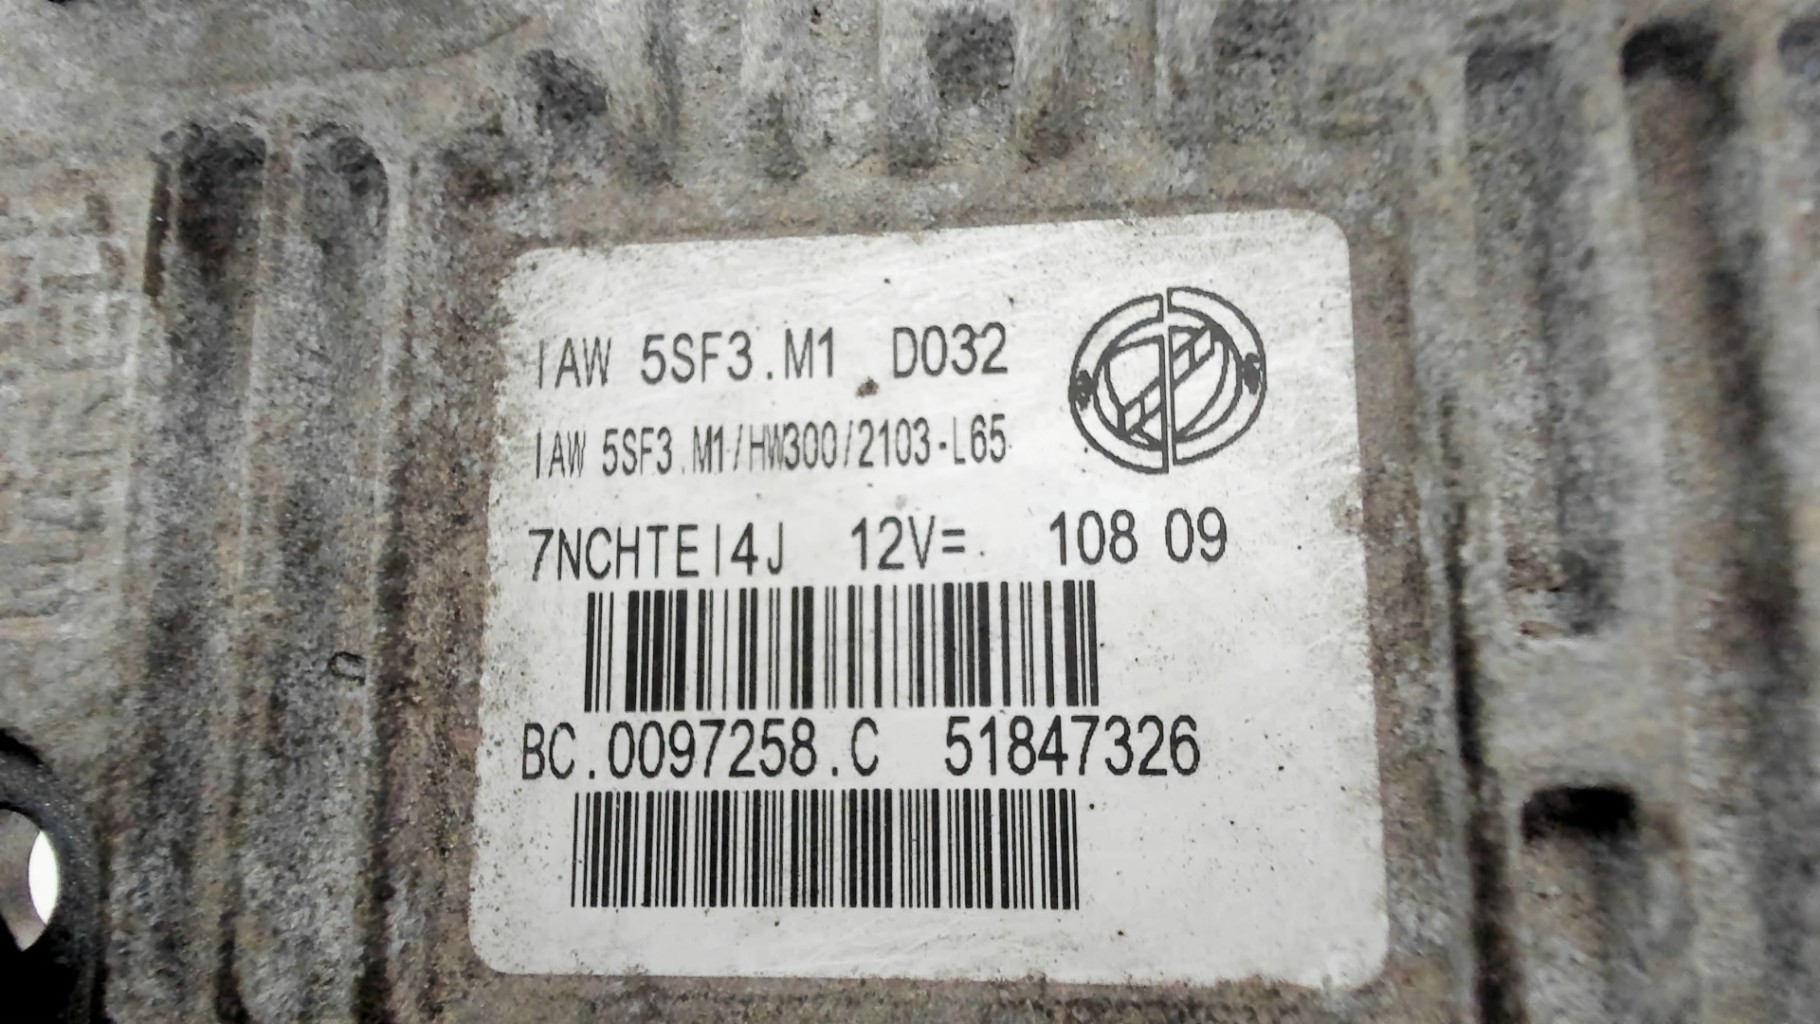 IAW 5SF3.M1 D032
IAW 5SF3.M1/HW300/2103-L65
7NCHTEI4J 12V= 108 09
BC.0097258.C 51847326